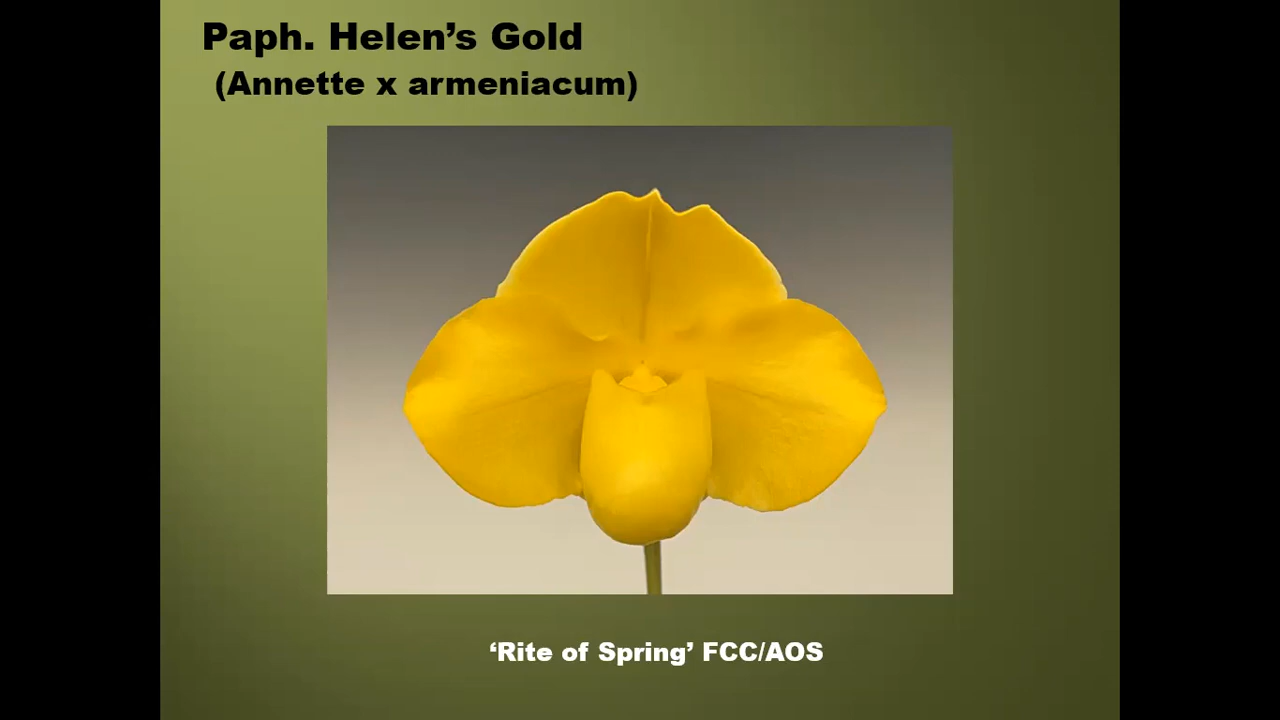 Paph. Helen’s Gold
(Annette x armeniacum)
‘Rite of Spring’ FCC/AOS